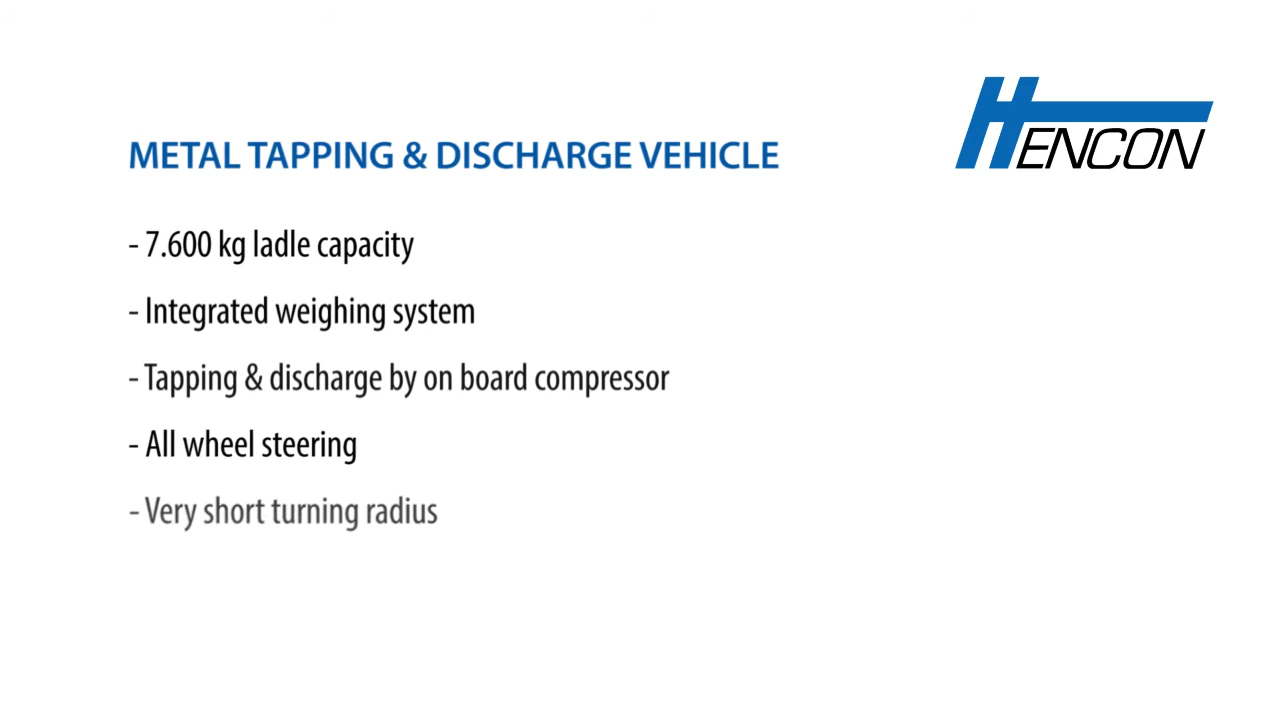 HENCON
METAL TAPPING & DISCHARGE VEHICLE
- 7.600 kg ladle capacity
- Integrated weighing system
- Tapping & discharge by on board compressor
- All wheel steering
- Very short turning radius